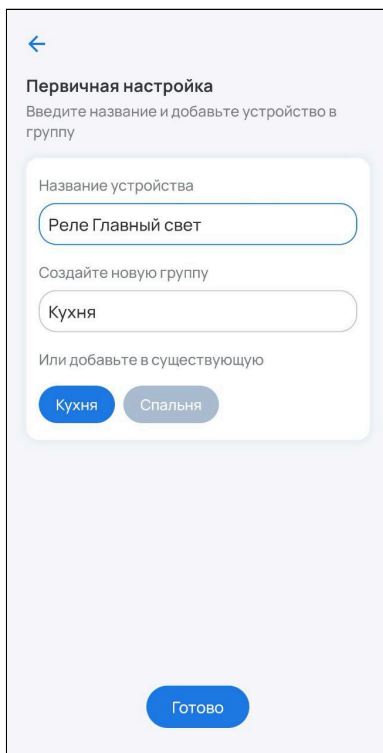 Первичная настройка
Введите название и добавьте устройство в
группу
Название устройства
Реле Главный свет
Создайте новую группу
Кухня
Или добавьте в существующую
Кухня Спальня
Готово